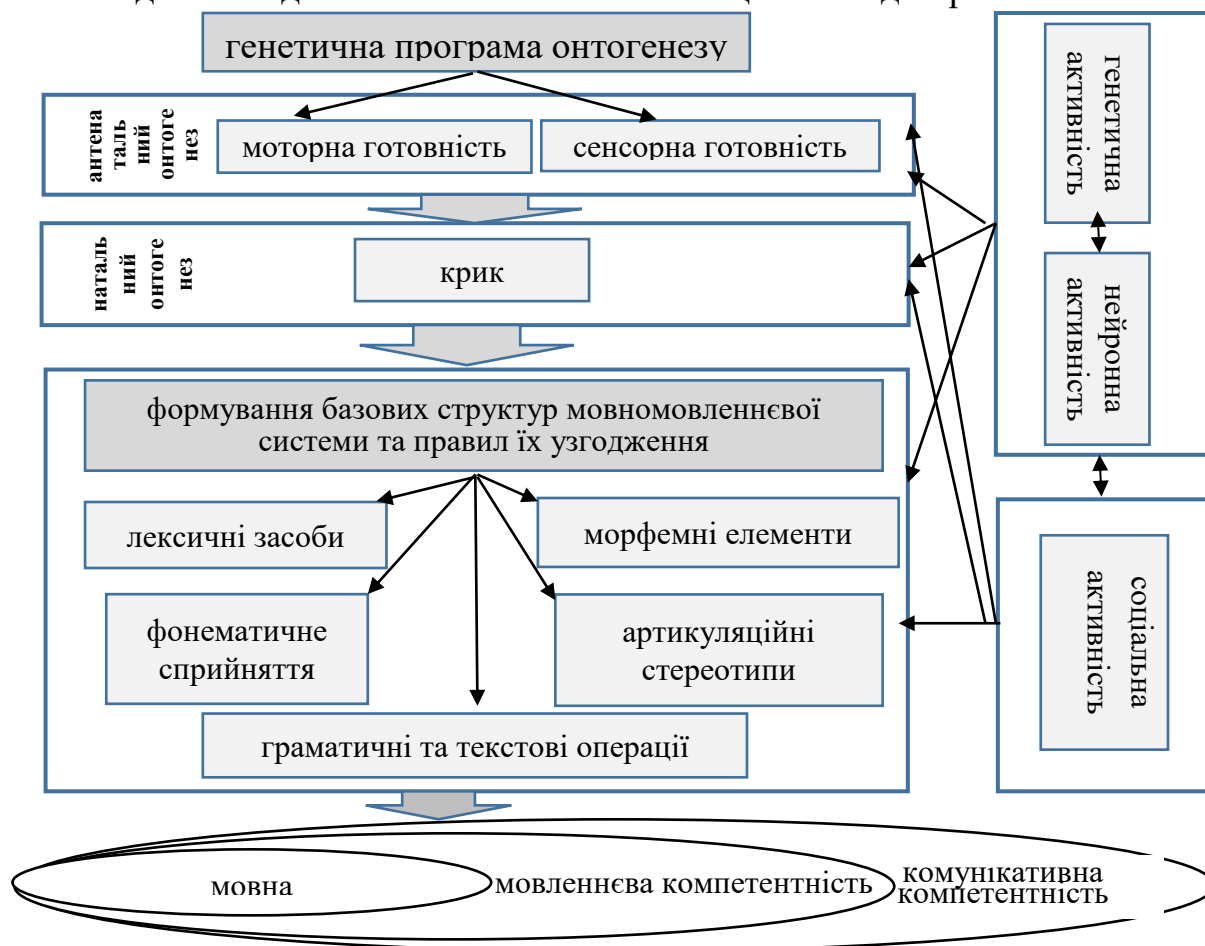 генетична програма онтогенезу
антена
таль
ний
онтоге
нез
моторна готовність
сенсорна готовність
наталь
ний
онтоге
нез
крик
формування базових структур мовномовленнєвої
системи та правил їх узгодження
лексичні засоби
морфемні елементи
фонематичне
сприйняття
артикуляційні
стереотипи
граматичні та текстові операції
генетична
активність
нейронна
активність
соціальна
активність
мовна
мовленнєва компетентність
комунікативна
компетентність